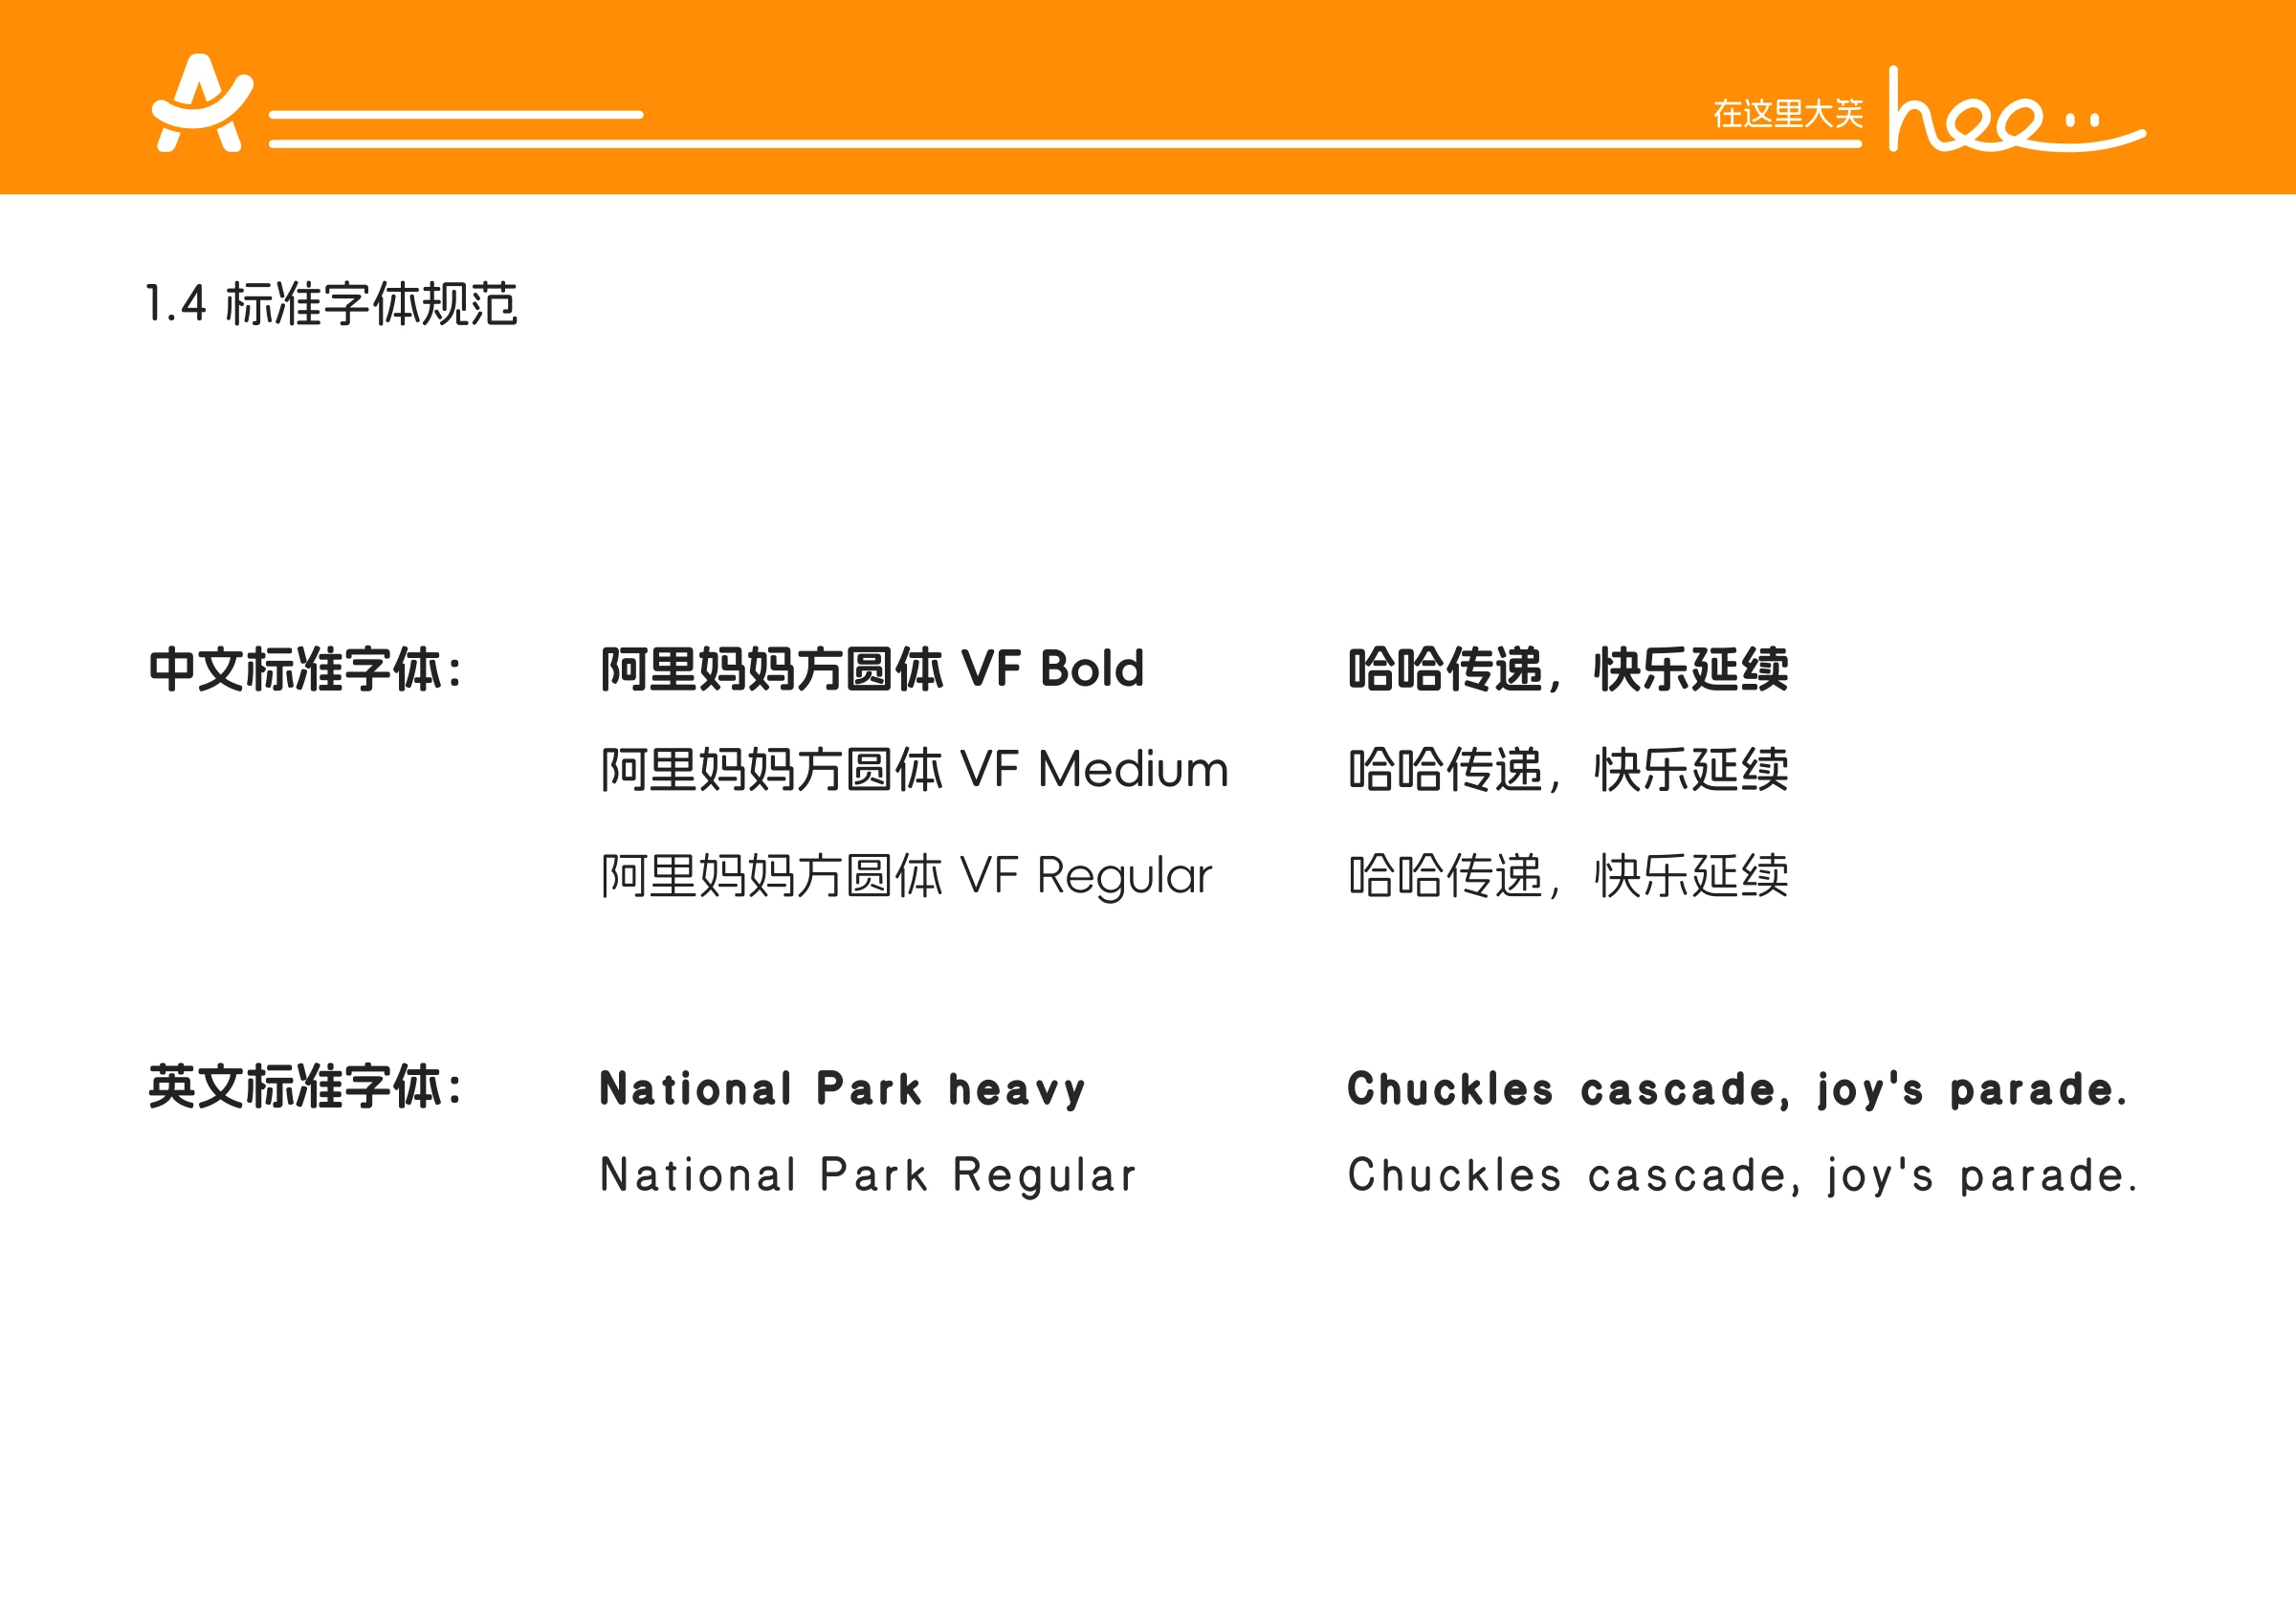 在这里大美
hee
1.4 标准字体规范
中文标准字体: 阿里妈妈方圆体 VF Bold 哈哈传递, 快乐延续
阿里妈妈方圆体 VF Medium 哈哈传递, 快乐延续
阿里妈妈方圆体 VF Regular 哈哈传递, 快乐延续
英文标准字体: National Park heavy Chuckles cascade, joy's parade.
National Park Regular Chuckles cascade, joy's parade.